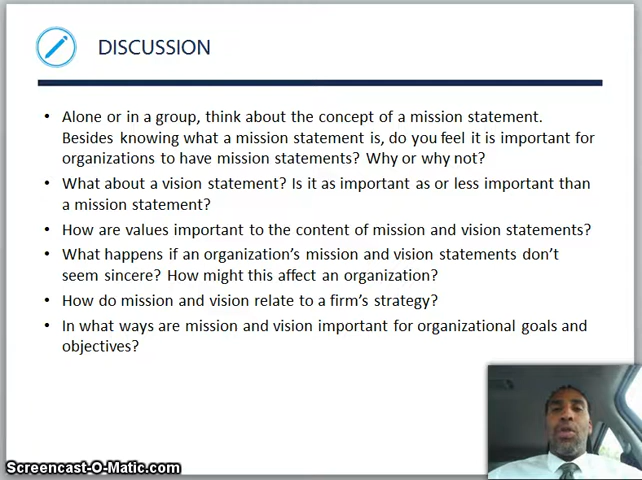 DISCUSSION
• Alone or in a group, think about the concept of a mission statement.
Besides knowing what a mission statement is, do you feel it is important for
organizations to have mission statements? Why or why not?
• What about a vision statement? Is it as important as or less important than
a mission statement?
• How are values important to the content of mission and vision statements?
• What happens if an organization's mission and vision statements don't
seem sincere? How might this affect an organization?
• How do mission and vision relate to a firm's strategy?
• In what ways are mission and vision important for organizational goals and
objectives?
Screencast-O-Matic.com